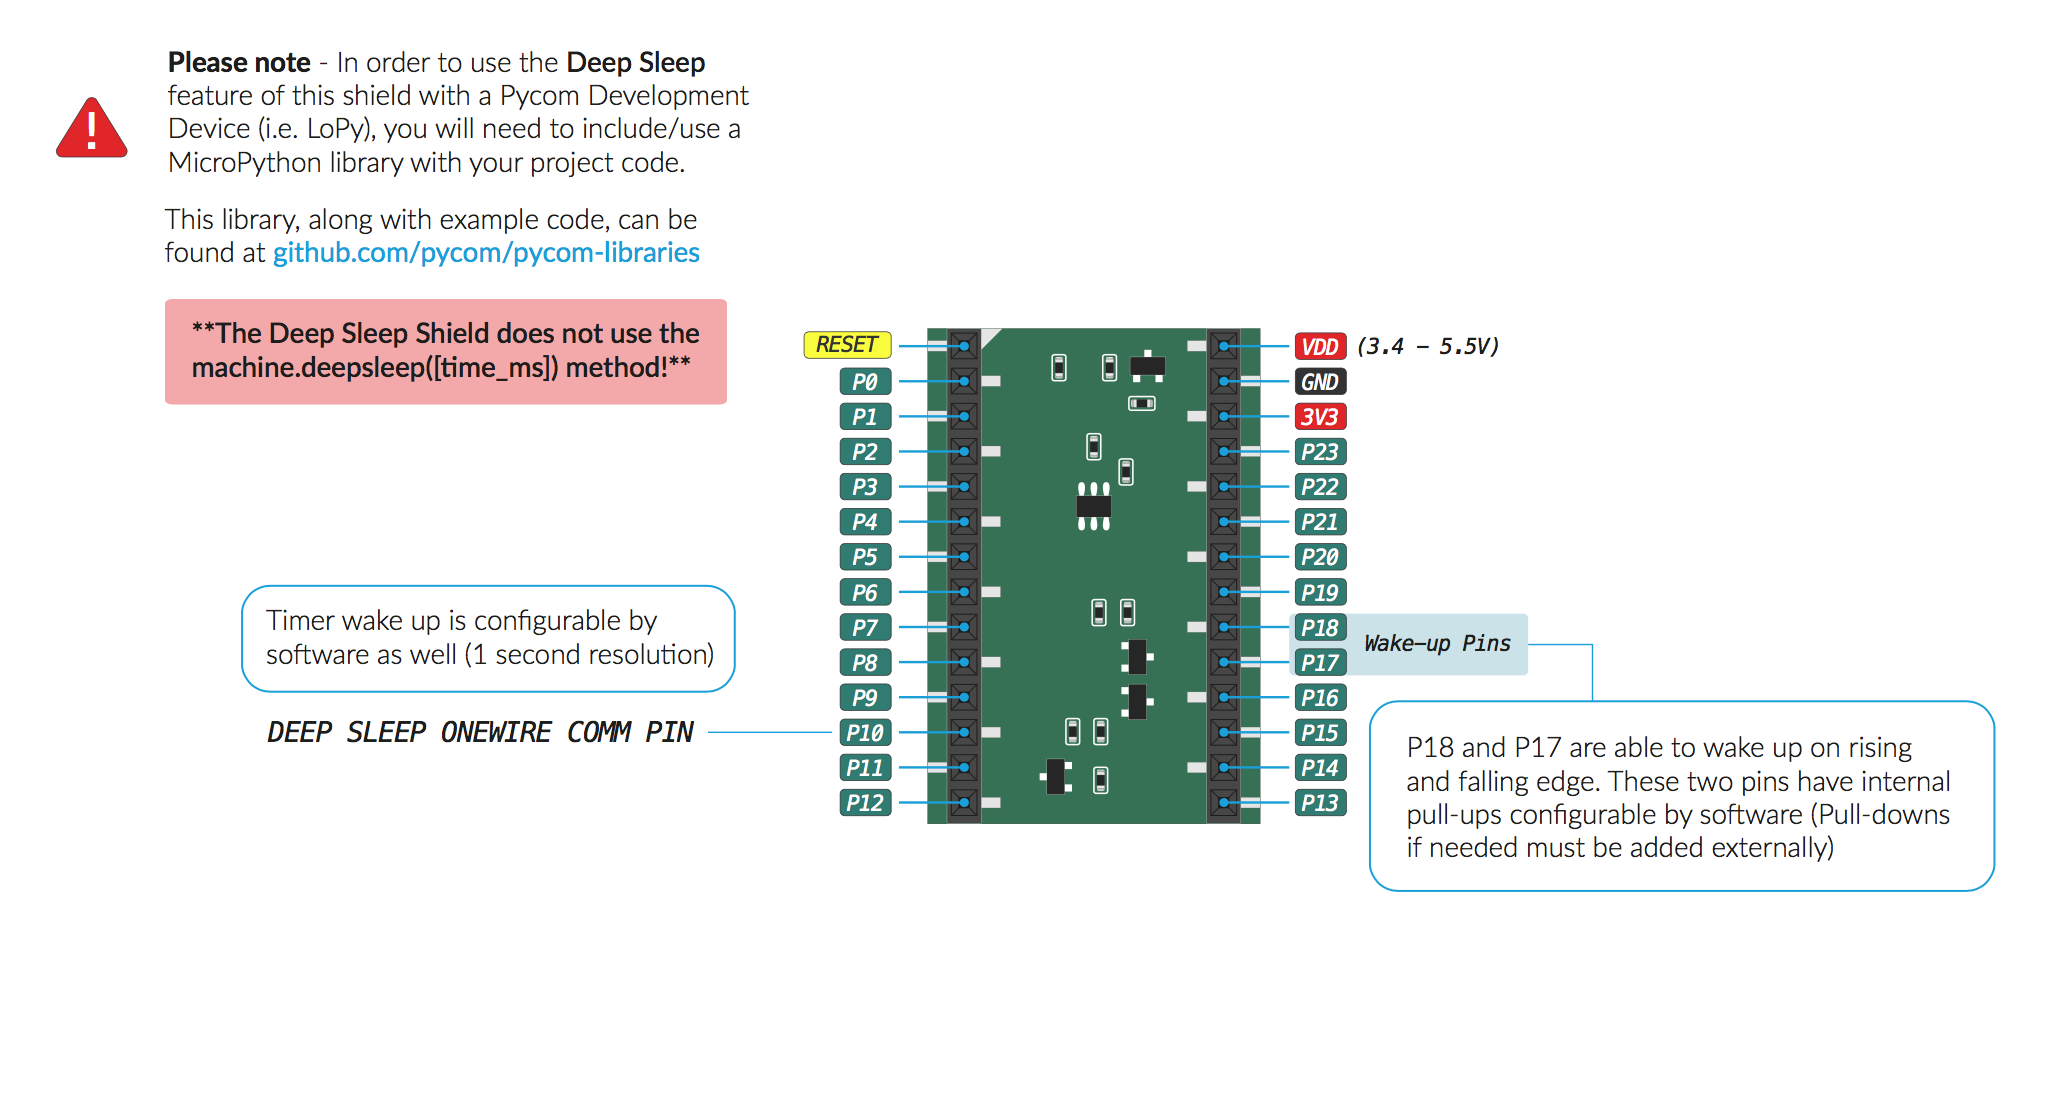 Please note - In order to use the Deep Sleep
feature of this shield with a Pycom Development
Device (i.e. LoPy), you will need to include/use a
MicroPython library with your project code.
This library, along with example code, can be
found at github.com/pycom/pycom-libraries
**The Deep Sleep Shield does not use the
machine.deepsleep([time_ms]) method!**
RESET
P0
P1
P2
P3
P4
P5
P6
P7
P8
P9
P10
P11
P12
Timer wake up is configurable by
software as well (1 second resolution)
DEEP SLEEP ONEWIRE COMM PIN
VDD (3.4 – 5.5V)
GND
3V3
P23
P22
P21
P20
P19
P18
P17
P16
P15
P14
P13
Wake-up Pins
P18 and P17 are able to wake up on rising
and falling edge. These two pins have internal
pull-ups configurable by software (Pull-downs
if needed must be added externally)